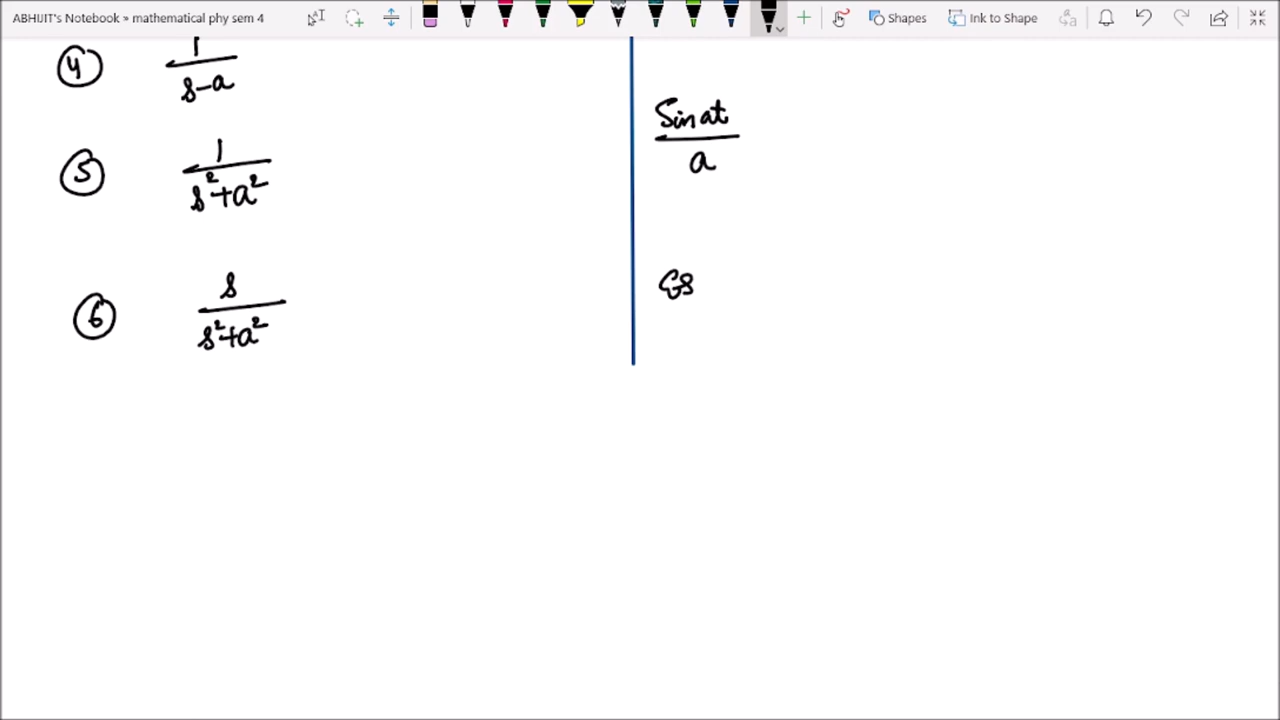 ABHIJIT's Notebook » mathematical phy sem 4
Shapes
Ink to Shape
④ 1/(s-a)
Sin at/a
⑤ 1/(s²+a²)
⑥ s/(s²+a²)
Cos